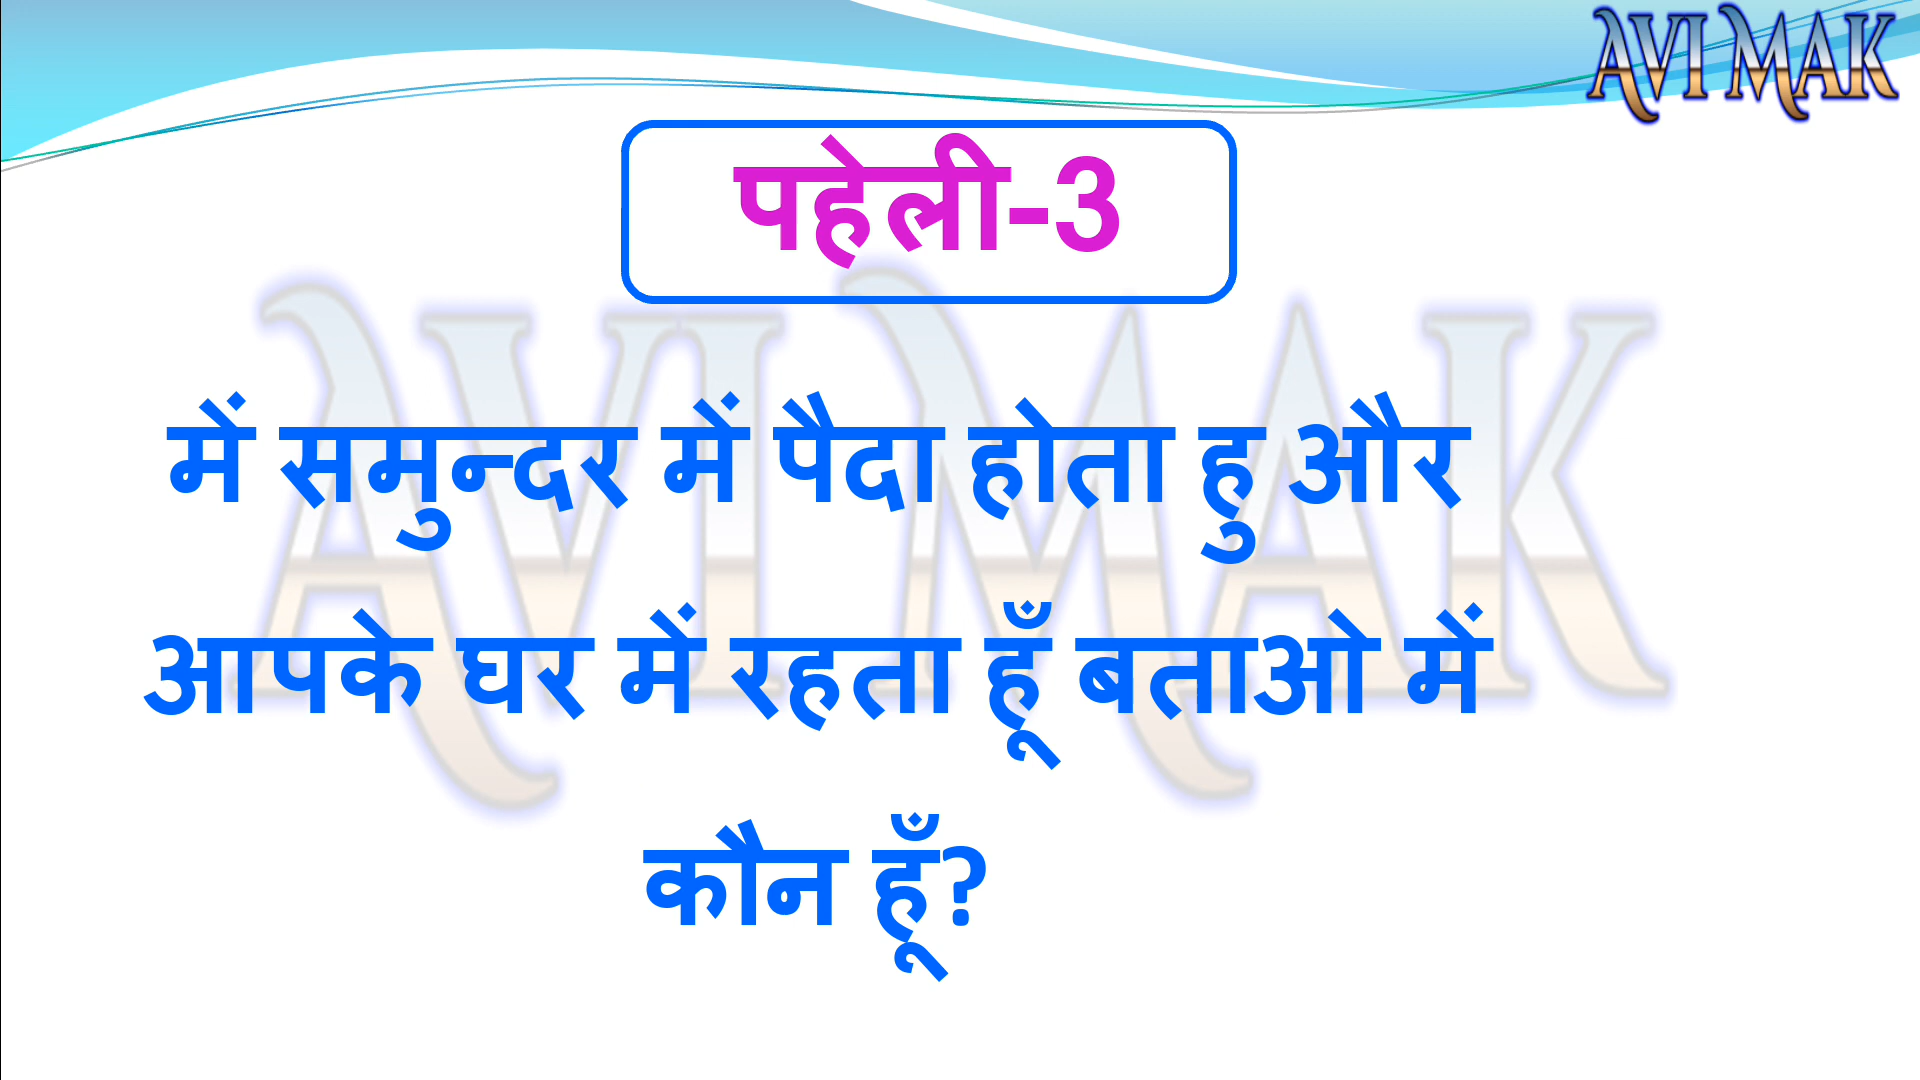 AVI MAK
पहेली-3
में समुन्दर में पैदा होता हु और
आपके घर में रहता हूँ बताओ में
कौन हूँ?
AVI MAK